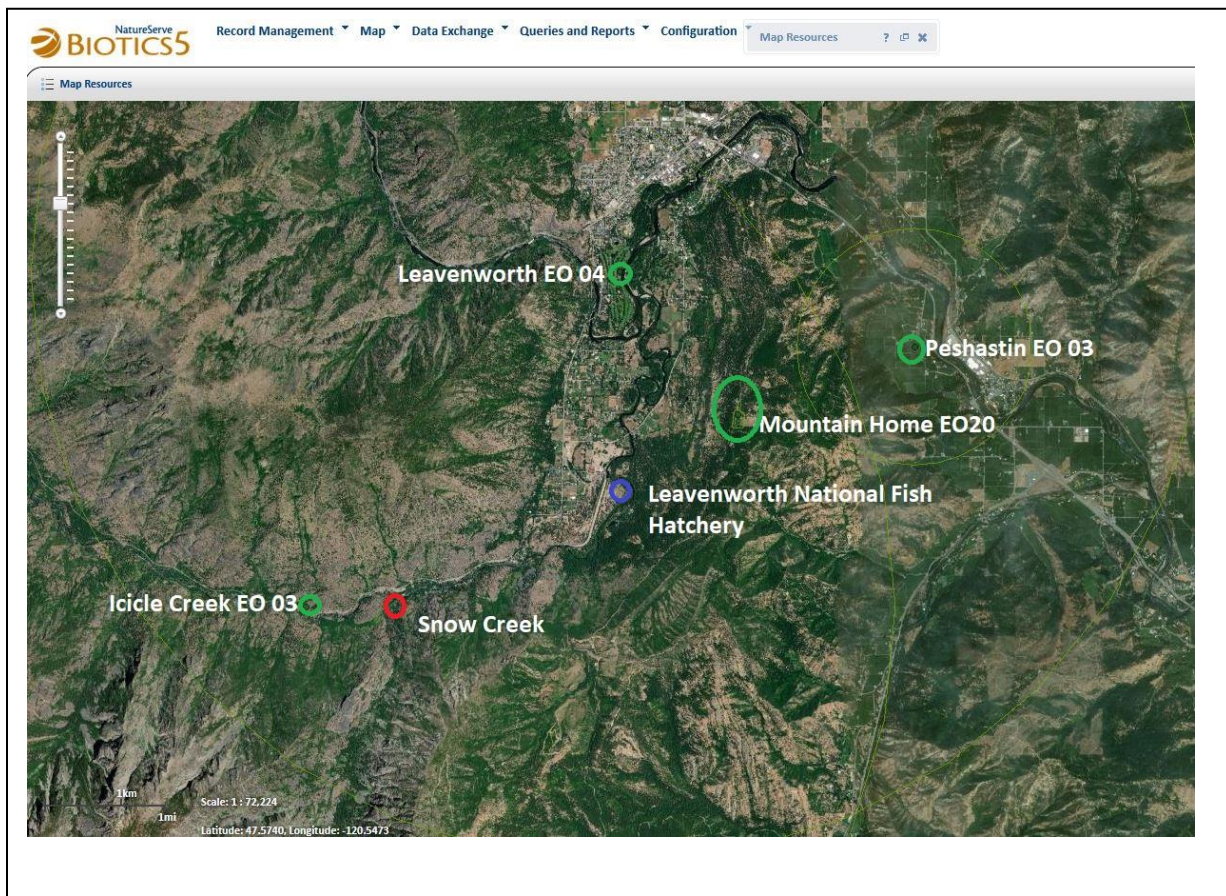 NatureServe
BIOTICS5
Record Management Map Data Exchange Queries and Reports Configuration
Map Resources ?
Map Resources
Leavenworth EO 04
Peshastin EO 03
Mountain Home EO20
Leavenworth National Fish
Hatchery
Icicle Creek EO 03
Snow Creek
1km
1mi
Scale: 1 : 72,224
Latitude: 47.5740, Longitude: -120.5473